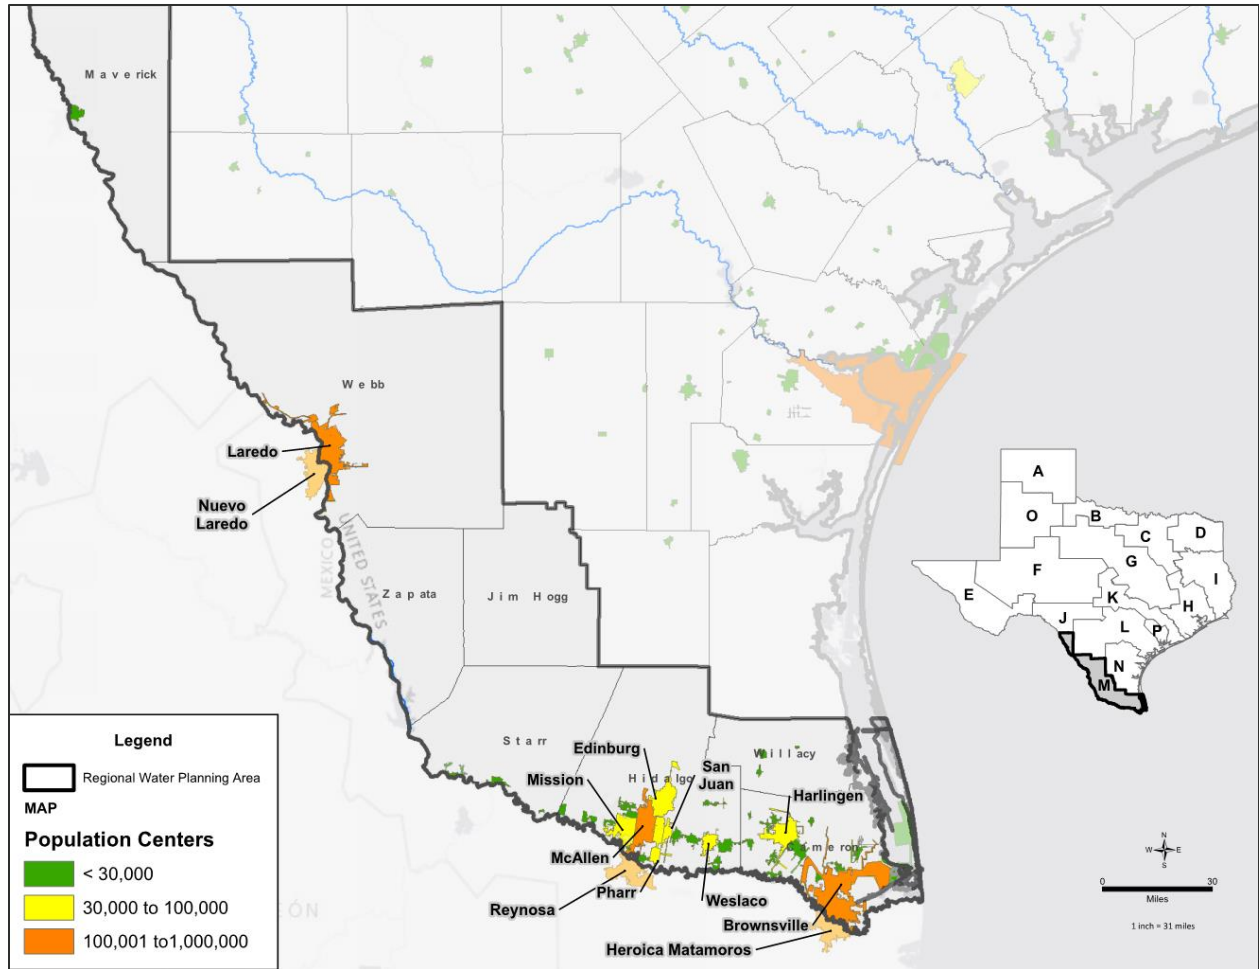 Maverick
Webb
Laredo
Nuevo
Laredo
UNITED STATES
MEXICO
Zapata
Jim Hogg
Starr
Edinburg
Mission
Hidalgo
San
Juan
Willacy
Harlingen
Cameron
McAllen
Pharr
Weslaco
Reynosa
Brownsville
Heroica Matamoros
A
O
B
C
D
F
G
E
I
K
H
J
L
P
N
M
Legend
Regional Water Planning Area
MAP
Population Centers
< 30,000
30,000 to 100,000
100,001 to1,000,000
N
W
E
S
0
30
Miles
1 inch = 31 miles